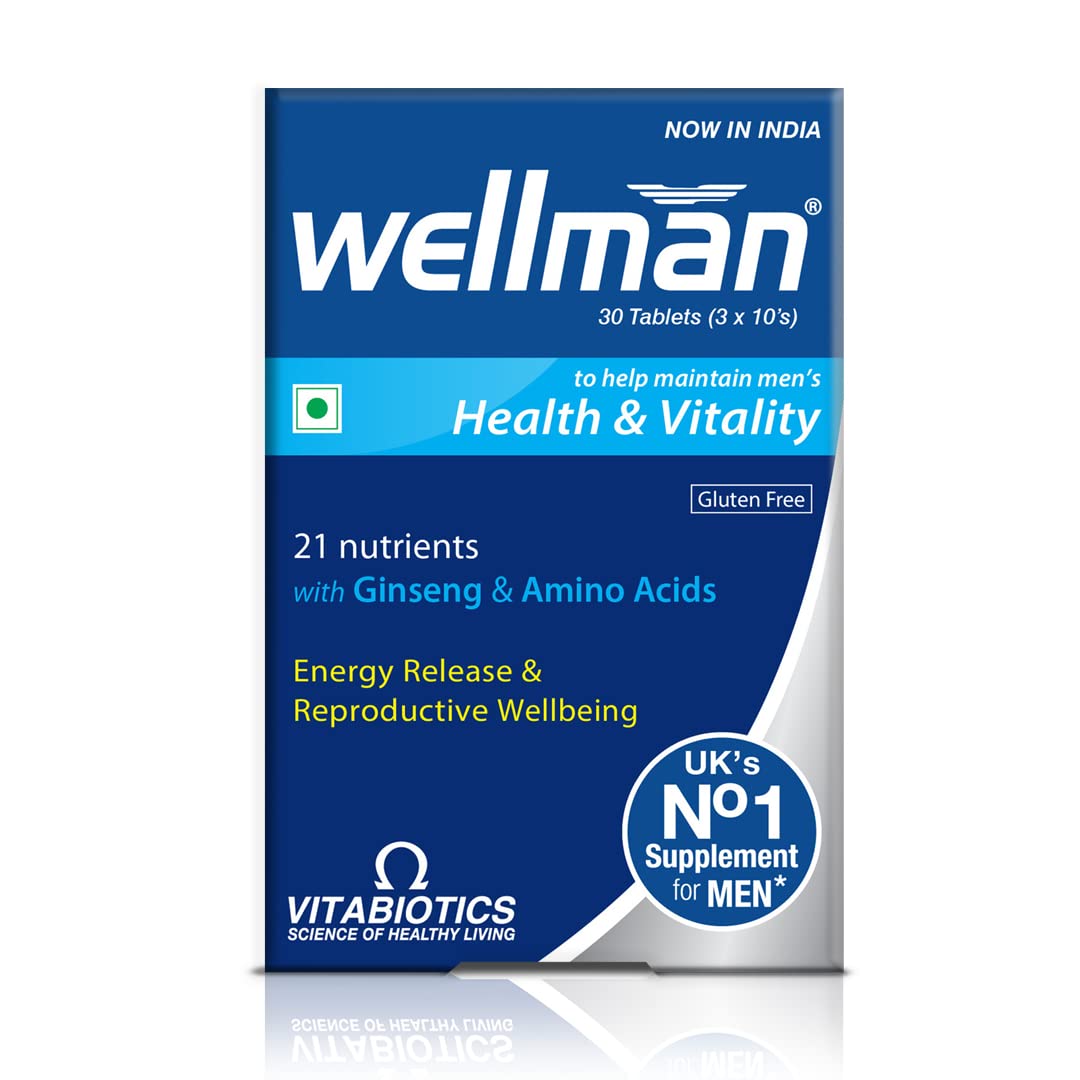 NOW IN INDIA
wellman®
30 Tablets (3 x 10's)
to help maintain men's
Health & Vitality
Gluten Free
21 nutrients
with Ginseng & Amino Acids
Energy Release &
Reproductive Wellbeing
UK's
Nº1
Supplement
for MEN*
VITABIOTICS
SCIENCE OF HEALTHY LIVING